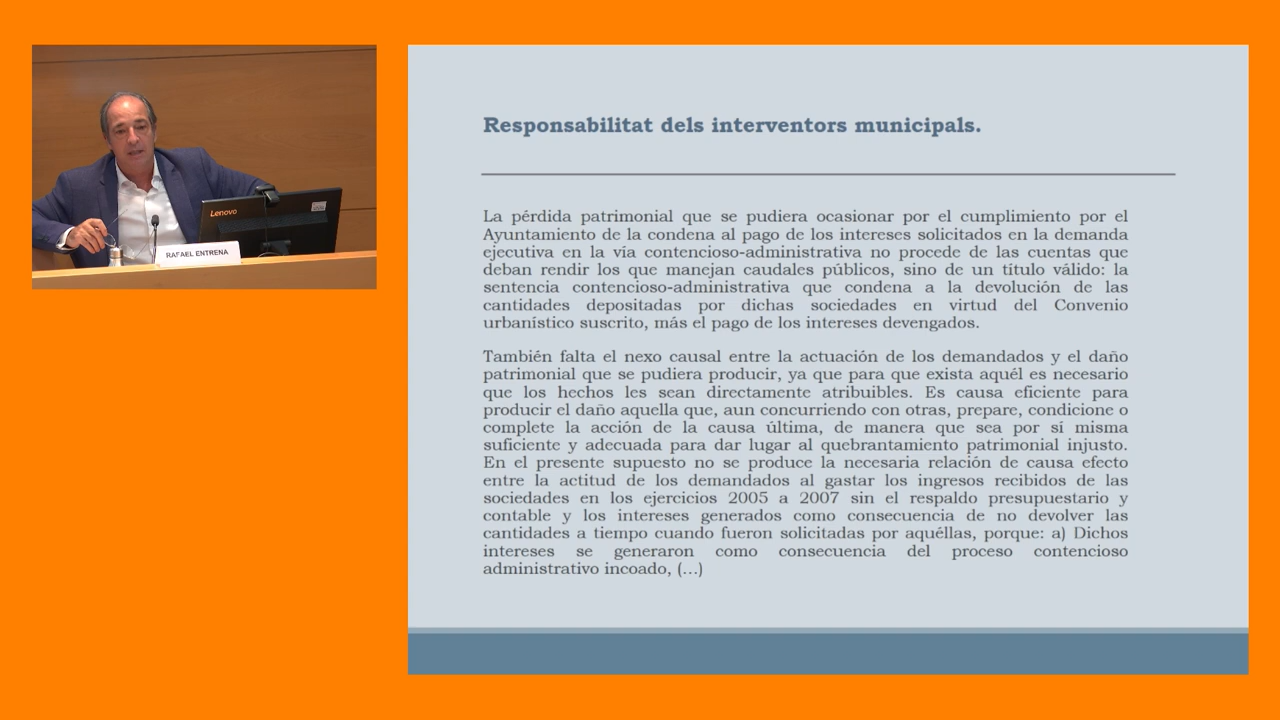 Lenovo
RAFAEL ENTRENA
Responsabilitat dels interventors municipals.
La pérdida patrimonial que se pudiera ocasionar por el cumplimiento por el
Ayuntamiento de la condena al pago de los intereses solicitados en la demanda
ejecutiva en la vía contencioso-administrativa no procede de las cuentas que
deban rendir los que manejan caudales públicos, sino de un título válido: la
sentencia contencioso-administrativa que condena a la devolución de las
cantidades depositadas por dichas sociedades en virtud del Convenio
urbanístico suscrito, más el pago de los intereses devengados.
También falta el nexo causal entre la actuación de los demandados y el daño
patrimonial que se pudiera producir, ya que para que exista aquél es necesario
que los hechos les sean directamente atribuibles. Es causa eficiente para
producir el daño aquella que, aun concurriendo con otras, prepare, condicione o
complete la acción de la causa última, de manera que sea por sí misma
suficiente y adecuada para dar lugar al quebrantamiento patrimonial injusto.
En el presente supuesto no se produce la necesaria relación de causa efecto
entre la actitud de los demandados al gastar los ingresos recibidos de las
sociedades en los ejercicios 2005 a 2007 sin el respaldo presupuestario y
contable y los intereses generados como consecuencia de no devolver las
cantidades a tiempo cuando fueron solicitadas por aquéllas, porque: a) Dichos
intereses se generaron como consecuencia del proceso contencioso
administrativo incoado, (...)